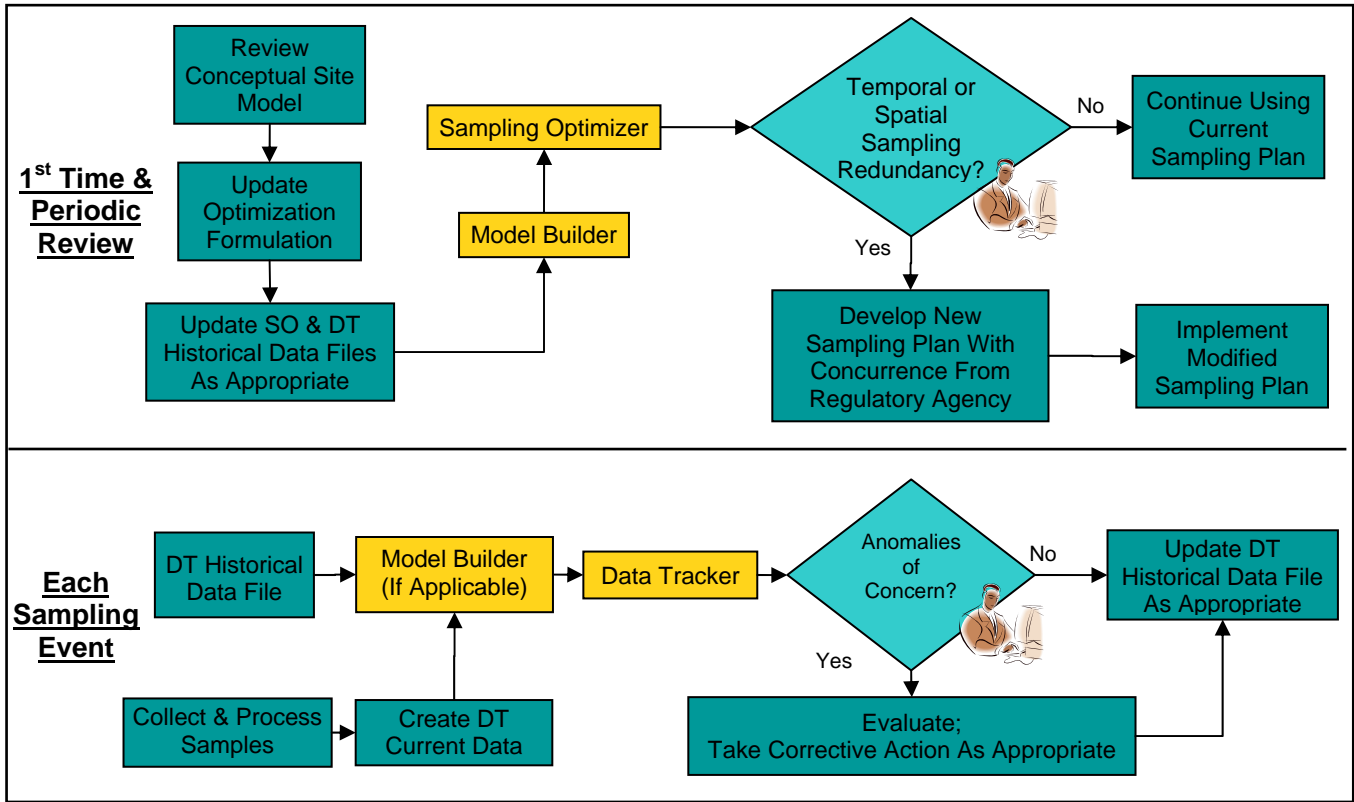 1st Time &
Periodic
Review
Review
Conceptual Site
Model
Update
Optimization
Formulation
Update SO & DT
Historical Data Files
As Appropriate
Model Builder
Sampling Optimizer
Temporal or
Spatial
Sampling
Redundancy?
No
Continue Using
Current
Sampling Plan
Yes
Develop New
Sampling Plan With
Concurrence From
Regulatory Agency
Implement
Modified
Sampling Plan
Each
Sampling
Event
DT Historical
Data File
Collect & Process
Samples
Create DT
Current Data
Model Builder
(If Applicable)
Data Tracker
Anomalies
of
Concern?
No
Update DT
Historical Data File
As Appropriate
Yes
Evaluate;
Take Corrective Action As Appropriate